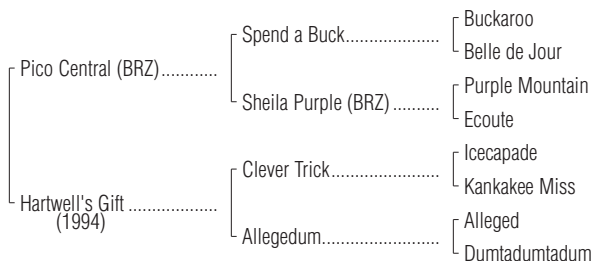 Buckaroo
Spend a Buck
Belle de Jour
Pico Central (BRZ)
Purple Mountain
Sheila Purple (BRZ)
Ecoute
Icecapade
Clever Trick
Kankakee Miss
Hartwell's Gift
(1994)
Alleged
Allegedum
Dumtadumtadum